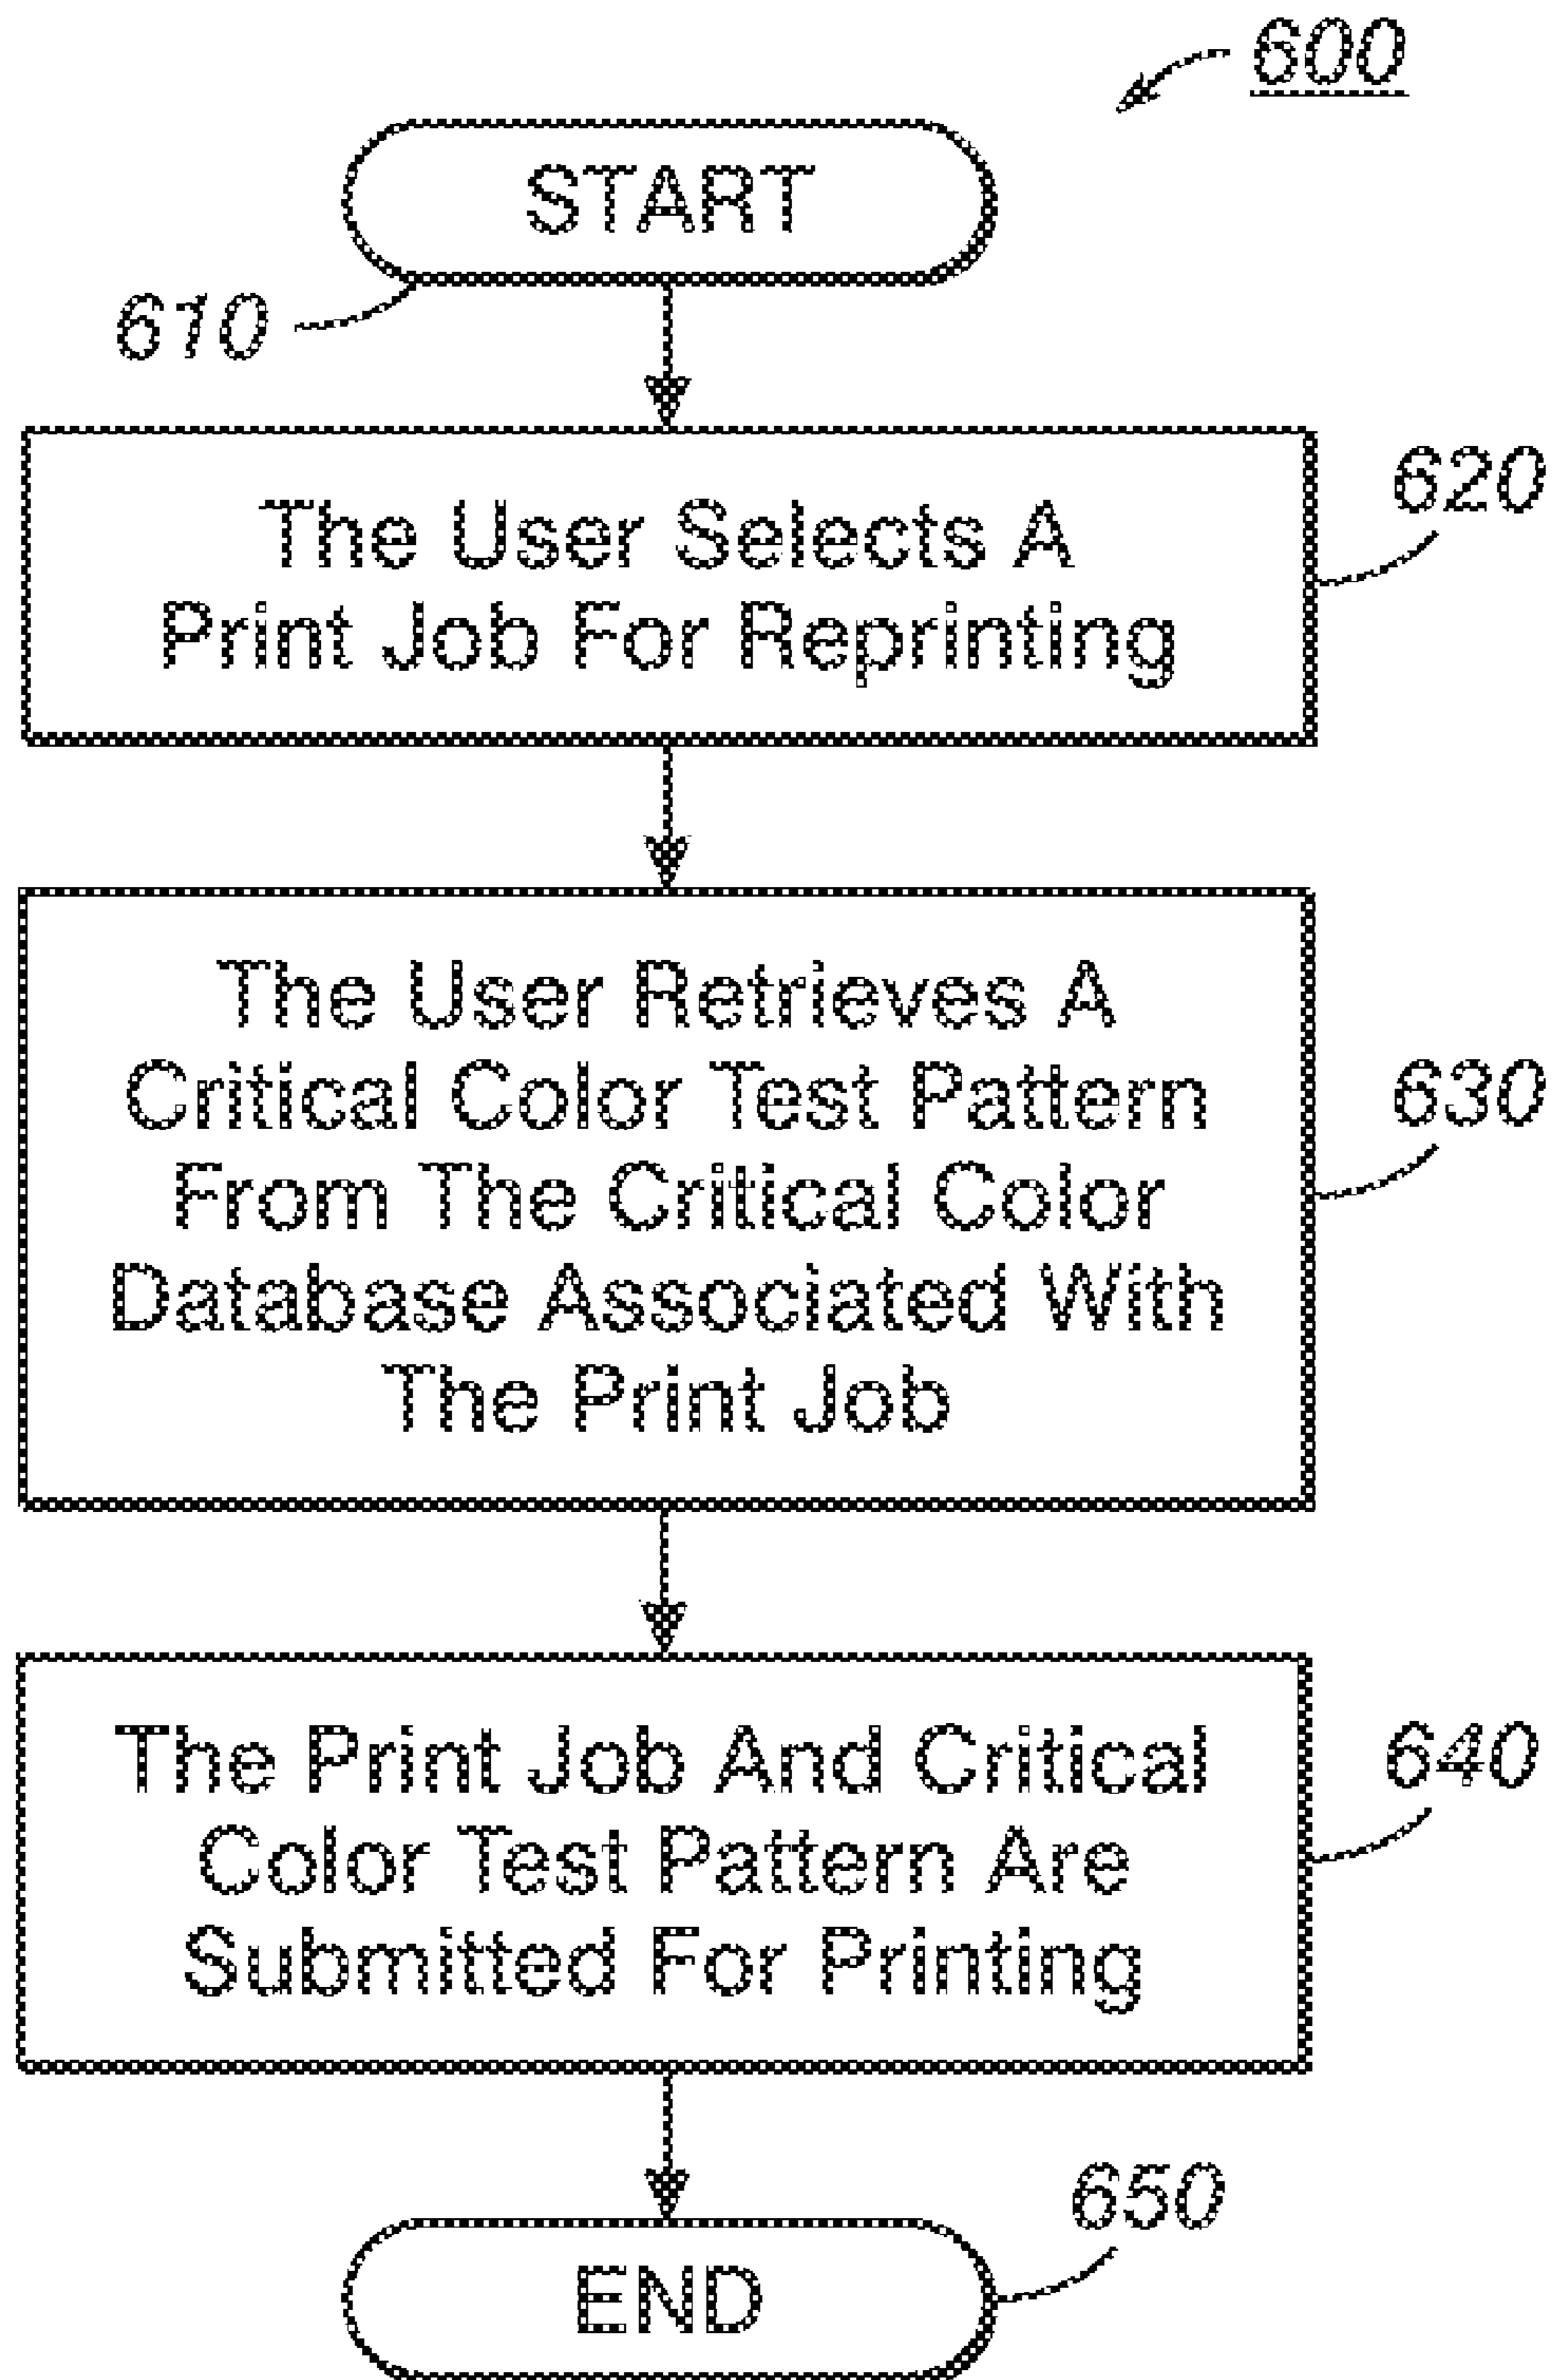 600
START
610
The User Selects A
Print Job For Reprinting
620
The User Retrieves A
Critical Color Test Pattern
From The Critical Color
Database Associated With
The Print Job
630
The Print Job And Critical
Color Test Pattern Are
Submitted For Printing
640
650
END